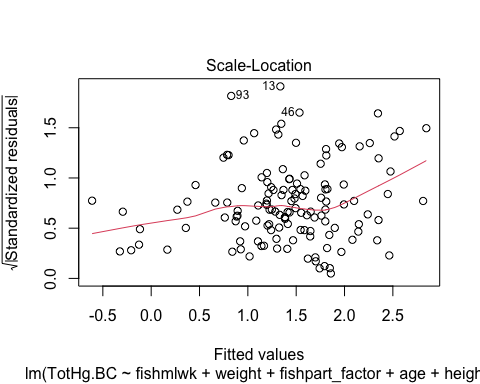 Scale-Location
√|Standardized residuals|
0.0 0.5 1.0 1.5
13
93
46
-0.5 0.0 0.5 1.0 1.5 2.0 2.5
Fitted values
lm(TotHg.BC ~ fishmlwk + weight + fishpart_factor + age + heigh